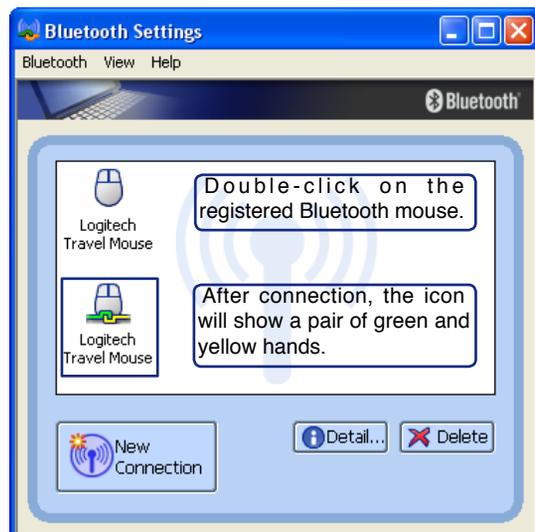 Bluetooth Settings
Bluetooth View Help
Bluetooth
Logitech
Travel Mouse
Double-click on the
registered Bluetooth mouse.
Logitech
Travel Mouse
After connection, the icon
will show a pair of green and
yellow hands.
New
Connection
Detail...
Delete